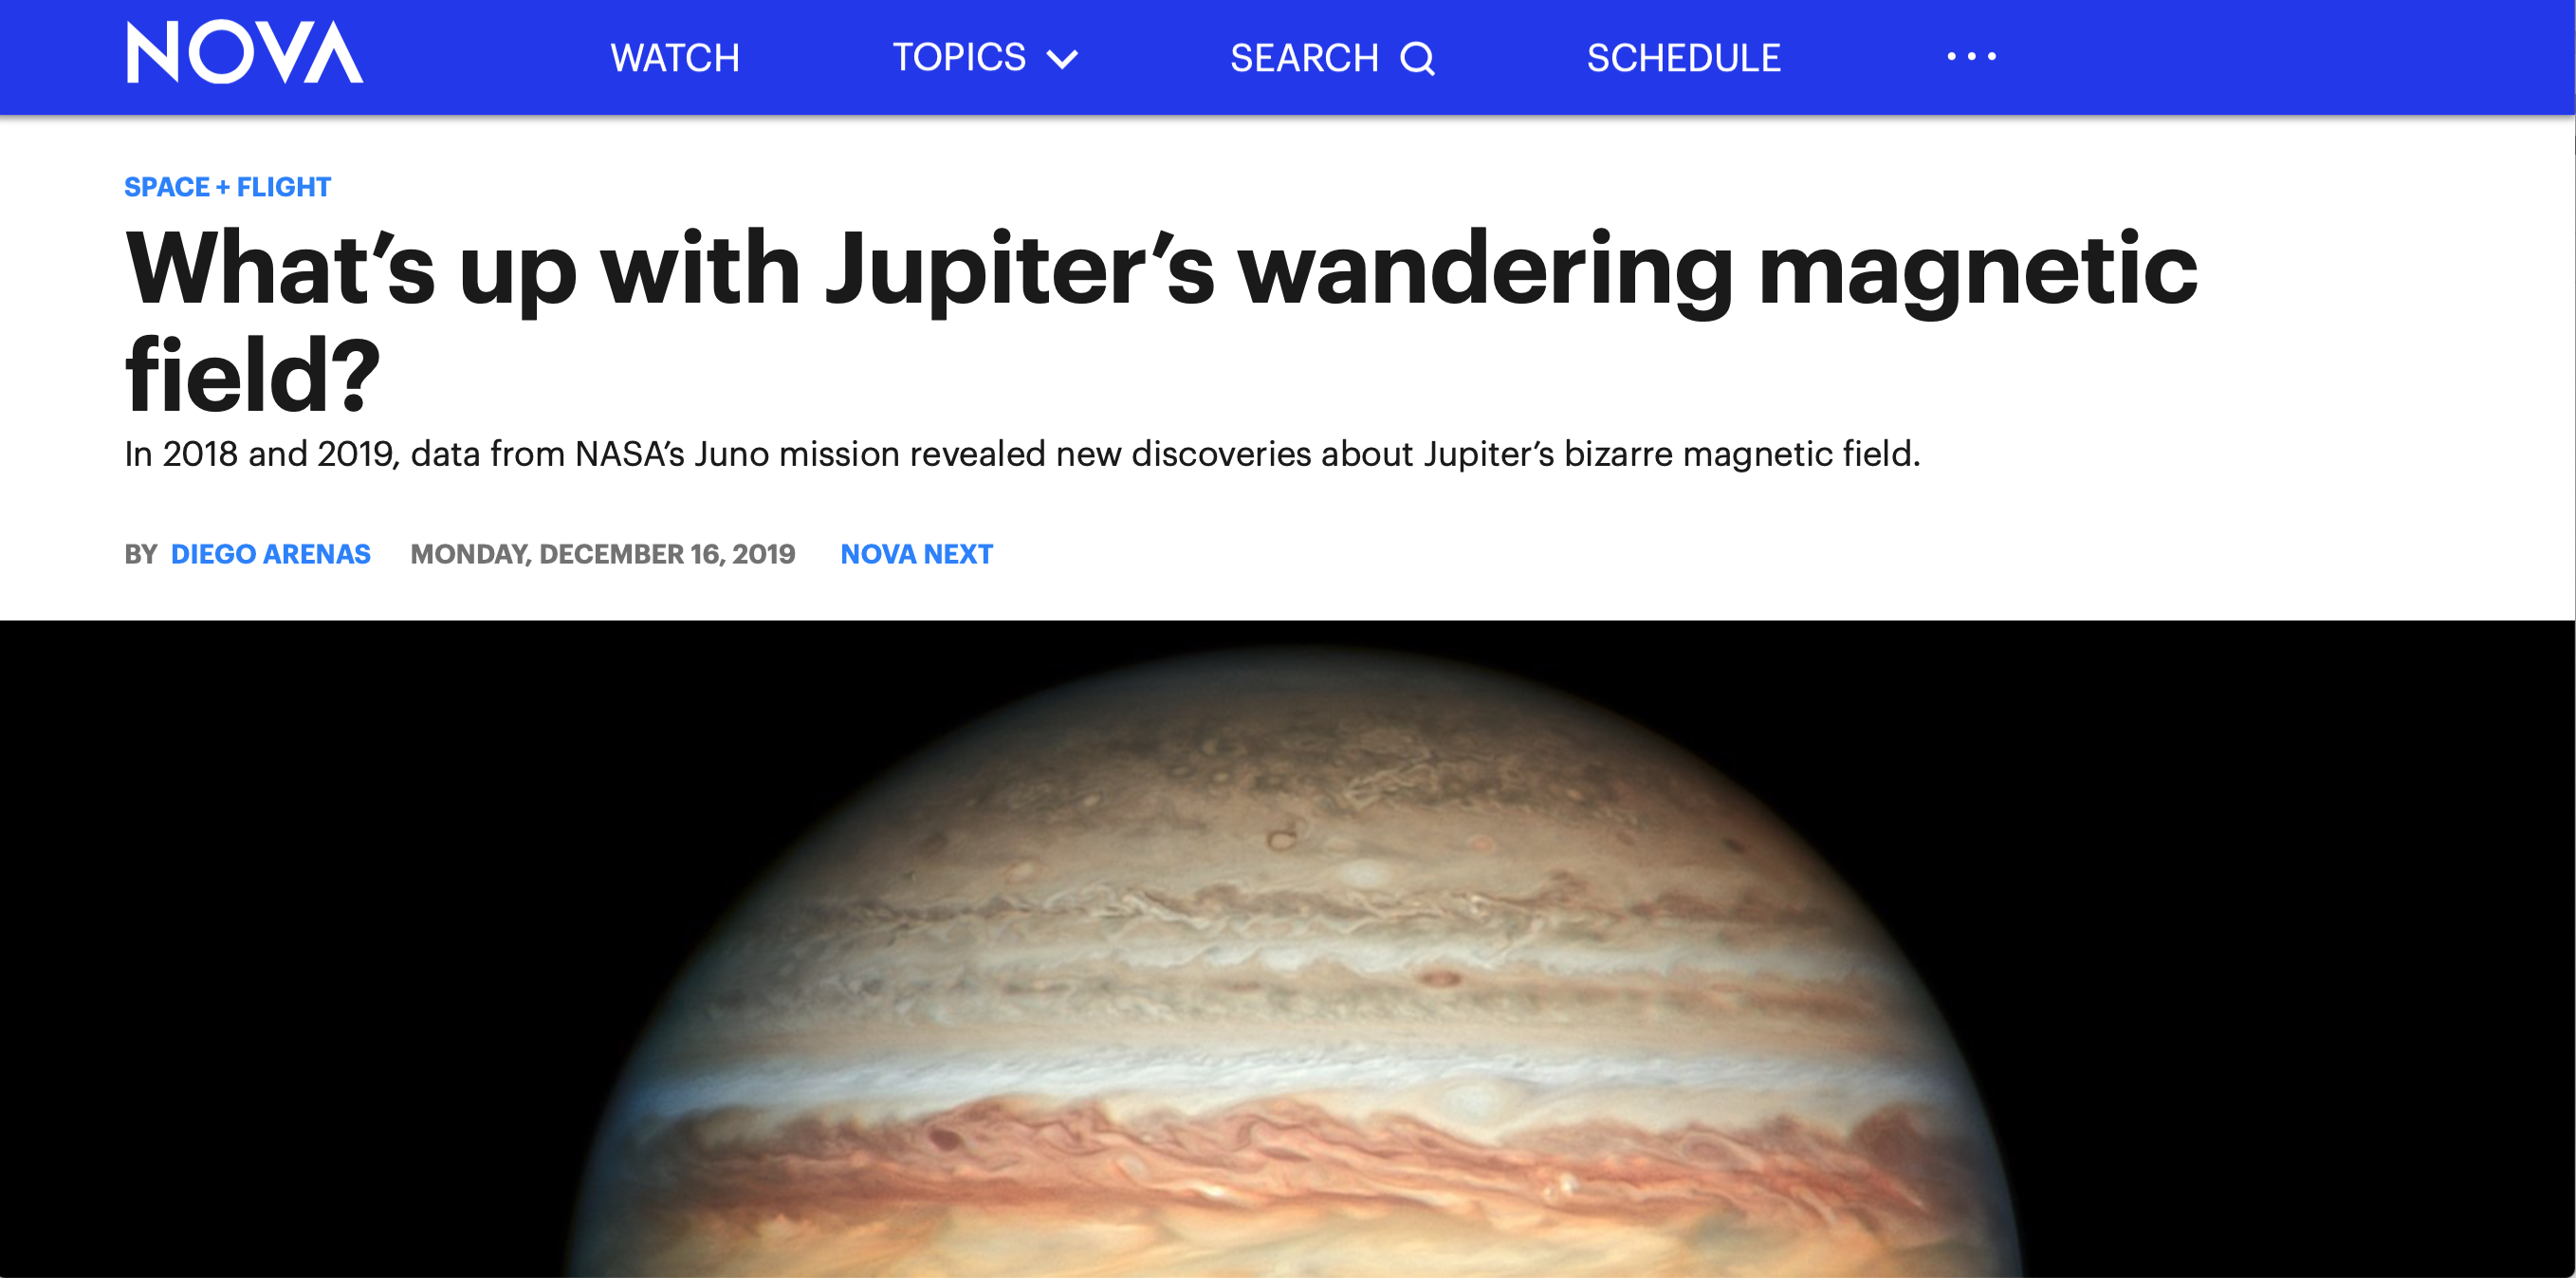 NOVA WATCH TOPICS SEARCH SCHEDULE ...
SPACE + FLIGHT
What’s up with Jupiter’s wandering magnetic
field?
In 2018 and 2019, data from NASA’s Juno mission revealed new discoveries about Jupiter’s bizarre magnetic field.
BY DIEGO ARENAS MONDAY, DECEMBER 16, 2019 NOVA NEXT